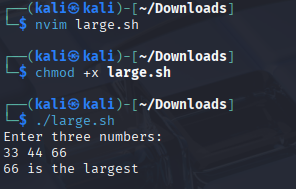 ┌──(kali㉿kali)-[~/Downloads]
└─$ nvim large.sh
┌──(kali㉿kali)-[~/Downloads]
└─$ chmod +x large.sh
┌──(kali㉿kali)-[~/Downloads]
└─$ ./large.sh
Enter three numbers:
33 44 66
66 is the largest